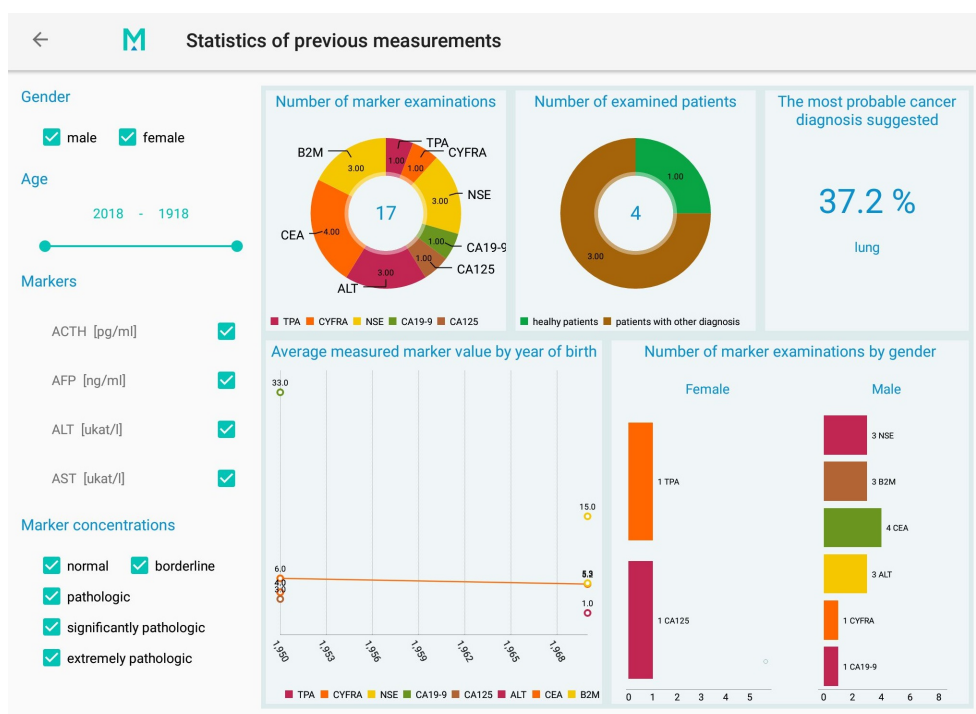 Statistics of previous measurements
Gender
male female
Age
2018 - 1918
Markers
ACTH [pg/ml]
AFP [ng/ml]
ALT [ukat/l]
AST [ukat/l]
Marker concentrations
normal borderline
pathologic
significantly pathologic
extremely pathologic
Number of marker examinations
TPA
CYFRA
B2M
1.00
1.00
3.00
3.00
NSE
17
CEA
4.00
1.00
CA19-9
1.00
CA125
3.00
ALT
TPA CYFRA NSE CA19-9 CA125
Number of examined patients
1.00
4
3.00
healhy patients patients with other diagnosis
The most probable cancer
diagnosis suggested
37.2 %
lung
Average measured marker value by year of birth
33.0
15.0
6.0
4.0
1.0
1,950 1,953 1,956 1,959 1,962 1,965 1,968
TPA CYFRA NSE CA19-9 CA125 ALT CEA B2M
Number of marker examinations by gender
Female
1 TPA
1 CA125
0 1 2 3 4 5
Male
3 NSE
3 B2M
4 CEA
3 ALT
1 CYFRA
1 CA19-9
0 2 4 6 8